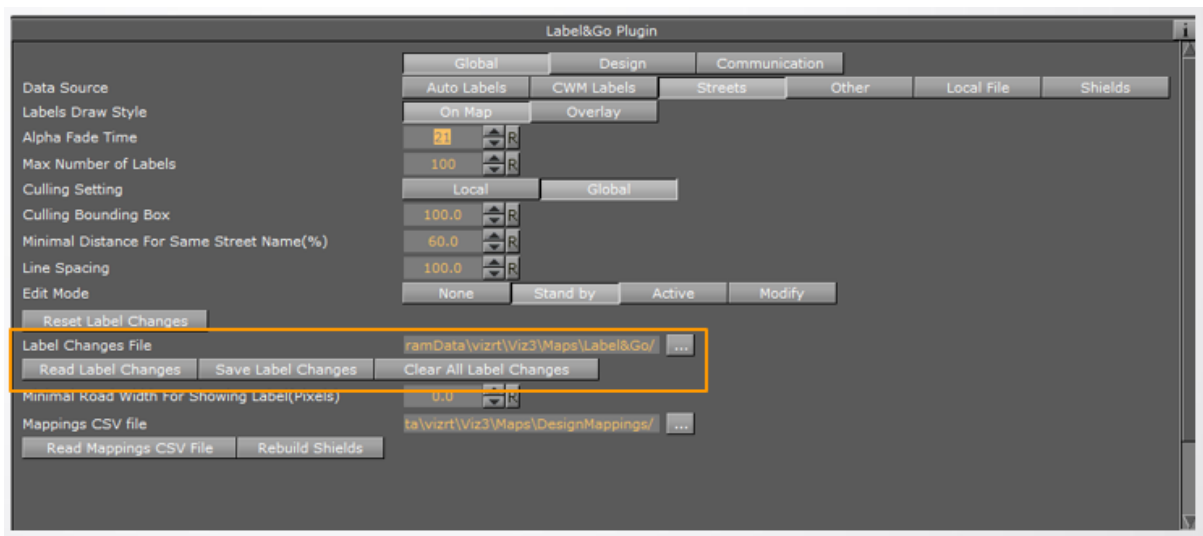 Label&Go Plugin i
Global Design Communication
Data Source Auto Labels CWM Labels Streets Other Local File Shields
Labels Draw Style On Map Overlay
Alpha Fade Time 21 R
Max Number of Labels 100 R
Culling Setting Local Global
Culling Bounding Box 100.0 R
Minimal Distance For Same Street Name(%) 60.0 R
Line Spacing 100.0 R
Edit Mode None Stand by Active Modify
Reset Label Changes
Label Changes File ramData\vizrt\Viz3\Maps\Label&Go/ ...
Read Label Changes Save Label Changes Clear All Label Changes
Minimal Road Width For Showing Label(Pixels) 0.0 R
Mappings CSV file ta\vizrt\Viz3\Maps\DesignMappings/ ...
Read Mappings CSV File Rebuild Shields